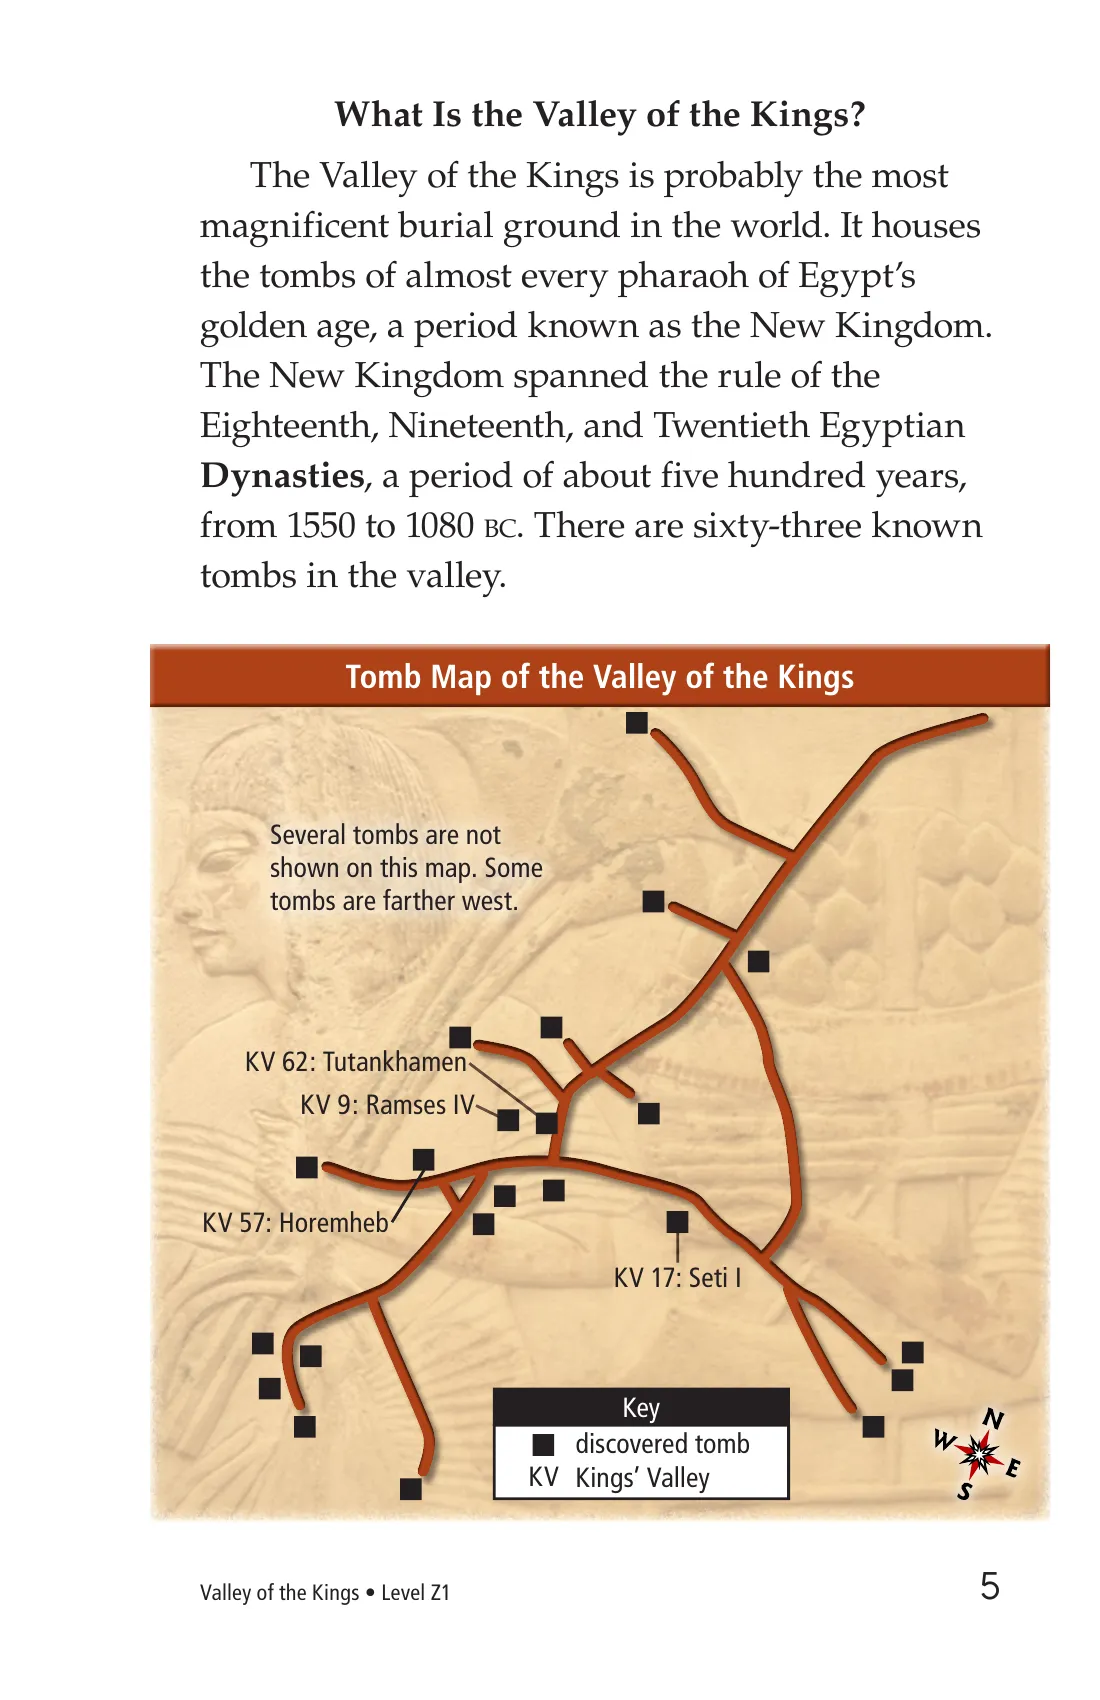 What Is the Valley of the Kings?
The Valley of the Kings is probably the most
magnificent burial ground in the world. It houses
the tombs of almost every pharaoh of Egypt’s
golden age, a period known as the New Kingdom.
The New Kingdom spanned the rule of the
Eighteenth, Nineteenth, and Twentieth Egyptian
Dynasties, a period of about five hundred years,
from 1550 to 1080 BC. There are sixty-three known
tombs in the valley.
Tomb Map of the Valley of the Kings
Several tombs are not
shown on this map. Some
tombs are farther west.
KV 62: Tutankhamen
KV 9: Ramses IV
KV 57: Horemheb
KV 17: Seti I
Key
discovered tomb
KV Kings’ Valley
N
W
E
S
Valley of the Kings • Level Z1
5